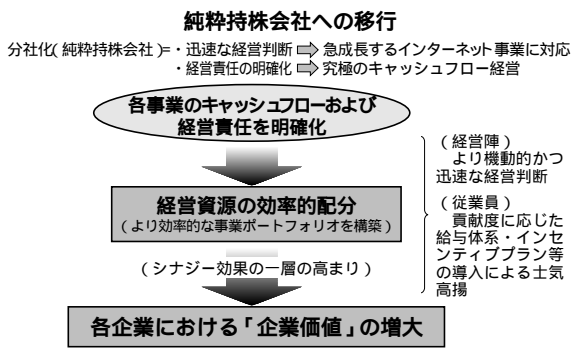 純粋持株会社への移行
分社化(純粋持株会社)=・迅速な経営判断 ⇨ 急成長するインターネット事業に対応
・経営責任の明確化 ⇨ 究極のキャッシュフロー経営
各事業のキャッシュフローおよび
経営責任を明確化
経営資源の効率的配分
(より効率的な事業ポートフォリオを構築)
(シナジー効果の一層の高まり)
各企業における「企業価値」の増大
(経営陣)
より機動的かつ
迅速な経営判断
(従業員)
貢献度に応じた
給与体系・インセ
ンティブプラン等
の導入による士気
高揚